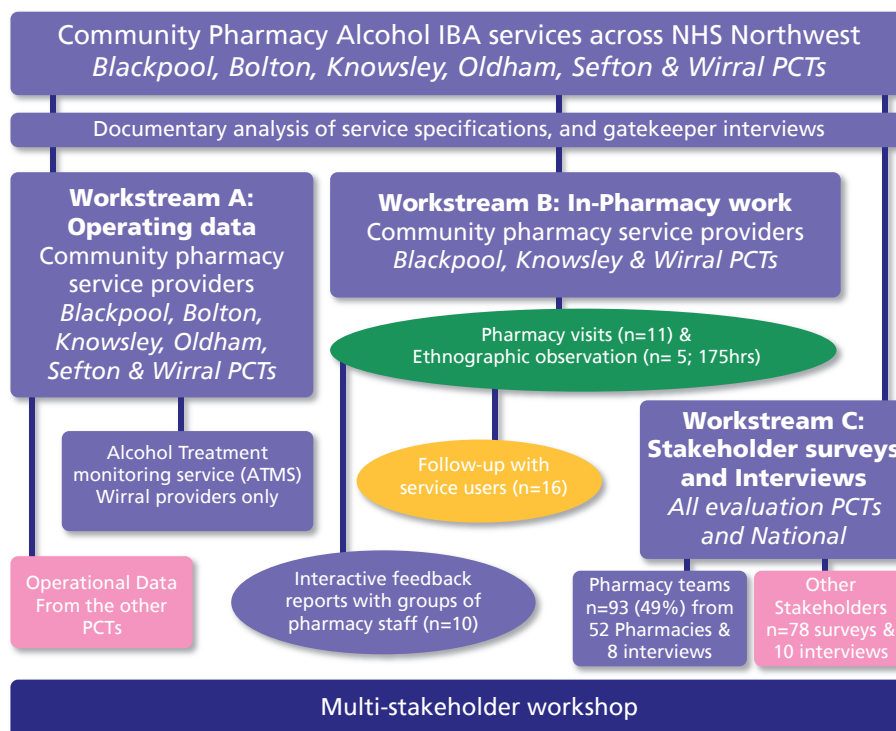 Community Pharmacy Alcohol IBA services across NHS Northwest
Blackpool, Bolton, Knowsley, Oldham, Sefton & Wirral PCTs
Documentary analysis of service specifications, and gatekeeper interviews
Workstream A:
Operating data
Community pharmacy
service providers
Blackpool, Bolton,
Knowsley, Oldham,
Sefton & Wirral PCTs
Workstream B: In-Pharmacy work
Community pharmacy service providers
Blackpool, Knowsley & Wirral PCTs
Pharmacy visits (n=11) &
Ethnographic observation (n= 5; 175hrs)
Alcohol Treatment
monitoring service (ATMS)
Wirral providers only
Follow-up with
service users (n=16)
Workstream C:
Stakeholder surveys
and Interviews
All evaluation PCTs
and National
Operational Data
From the other
PCTs
Interactive feedback
reports with groups of
pharmacy staff (n=10)
Pharmacy teams
n=93 (49%) from
52 Pharmacies &
8 interviews
Other
Stakeholders
n=78 surveys &
10 interviews
Multi-stakeholder workshop